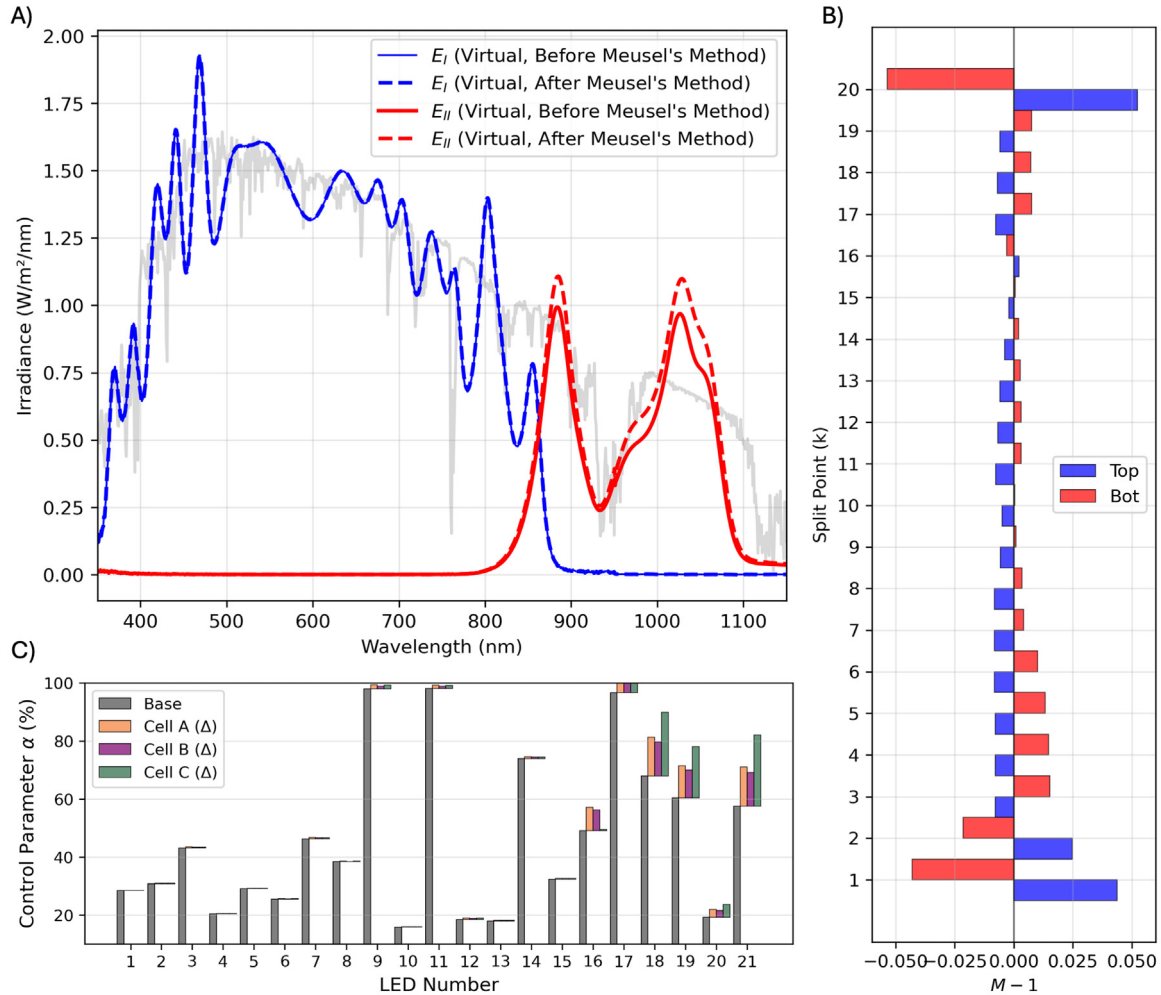 A)
2.00
1.75
1.50
1.25
1.00
0.75
0.50
0.25
0.00
Irradiance (W/m²/nm)
E_I (Virtual, Before Meusel's Method)
E_I (Virtual, After Meusel's Method)
E_II (Virtual, Before Meusel's Method)
E_II (Virtual, After Meusel's Method)
400 500 600 700 800 900 1000 1100
Wavelength (nm)
B)
20
19
18
17
16
15
14
13
12
11
10
9
8
7
6
5
4
3
2
1
Split Point (k)
Top
Bot
−0.050 −0.025 0.000 0.025 0.050
M − 1
C)
100
80
60
40
20
Control Parameter α (%)
Base
Cell A (Δ)
Cell B (Δ)
Cell C (Δ)
1 2 3 4 5 6 7 8 9 10 11 12 13 14 15 16 17 18 19 20 21
LED Number